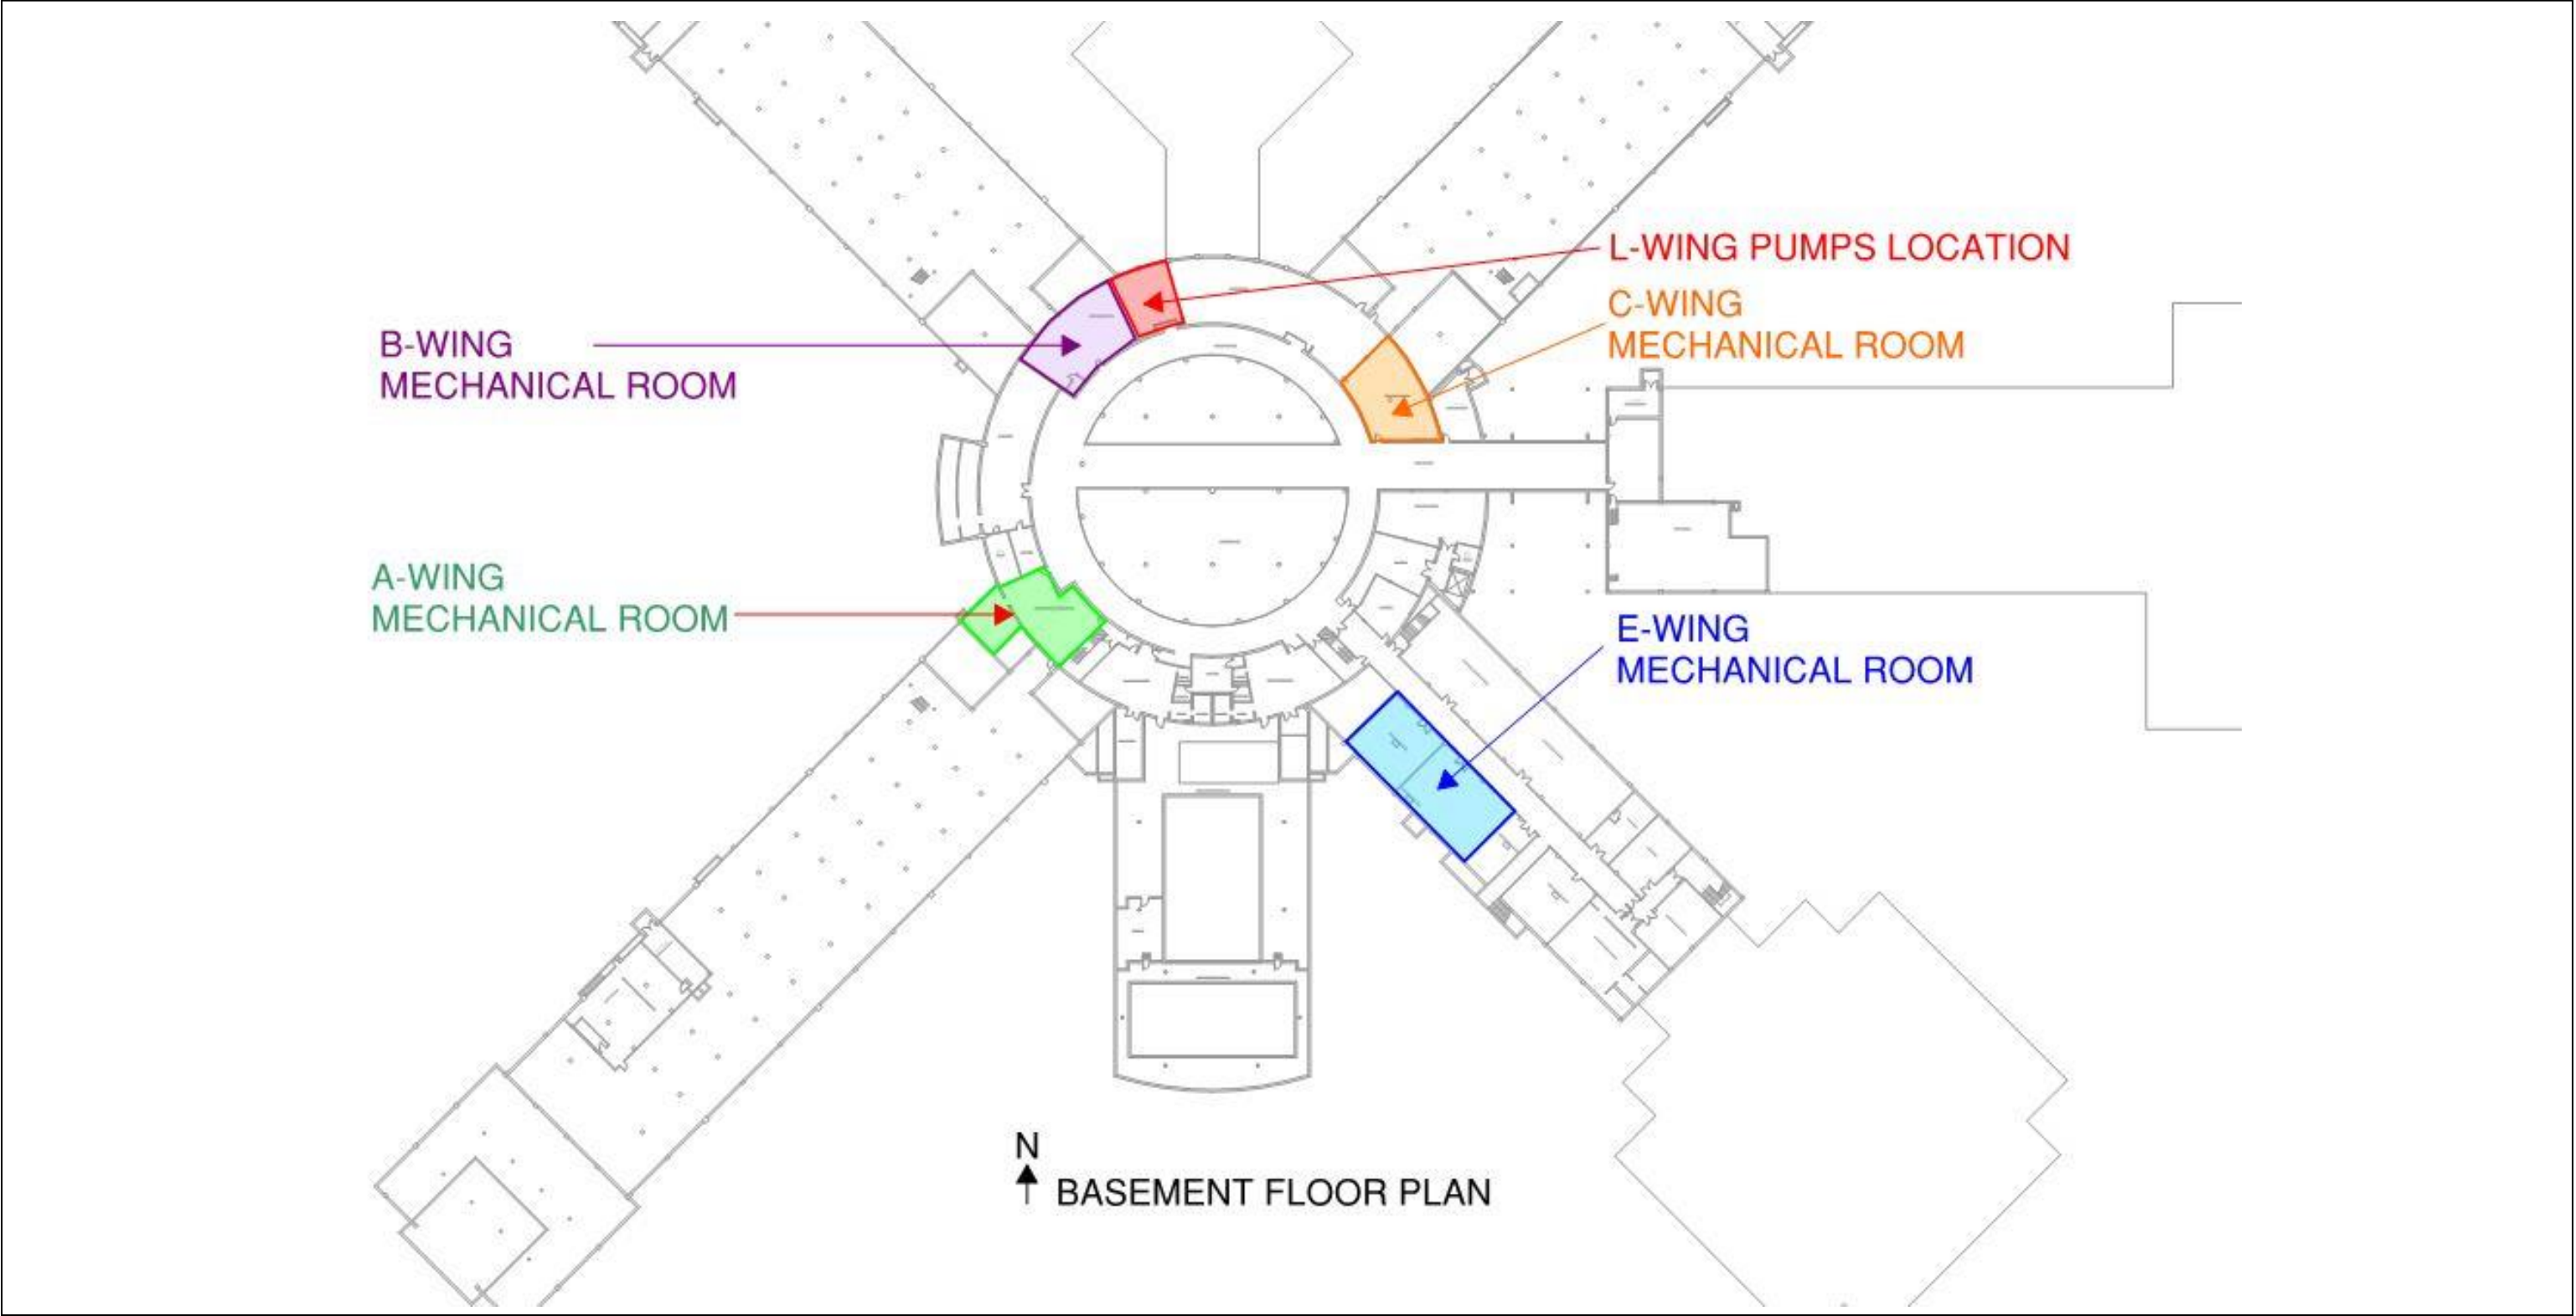 L-WING PUMPS LOCATION
C-WING
MECHANICAL ROOM
B-WING
MECHANICAL ROOM
A-WING
MECHANICAL ROOM
E-WING
MECHANICAL ROOM
N
BASEMENT FLOOR PLAN